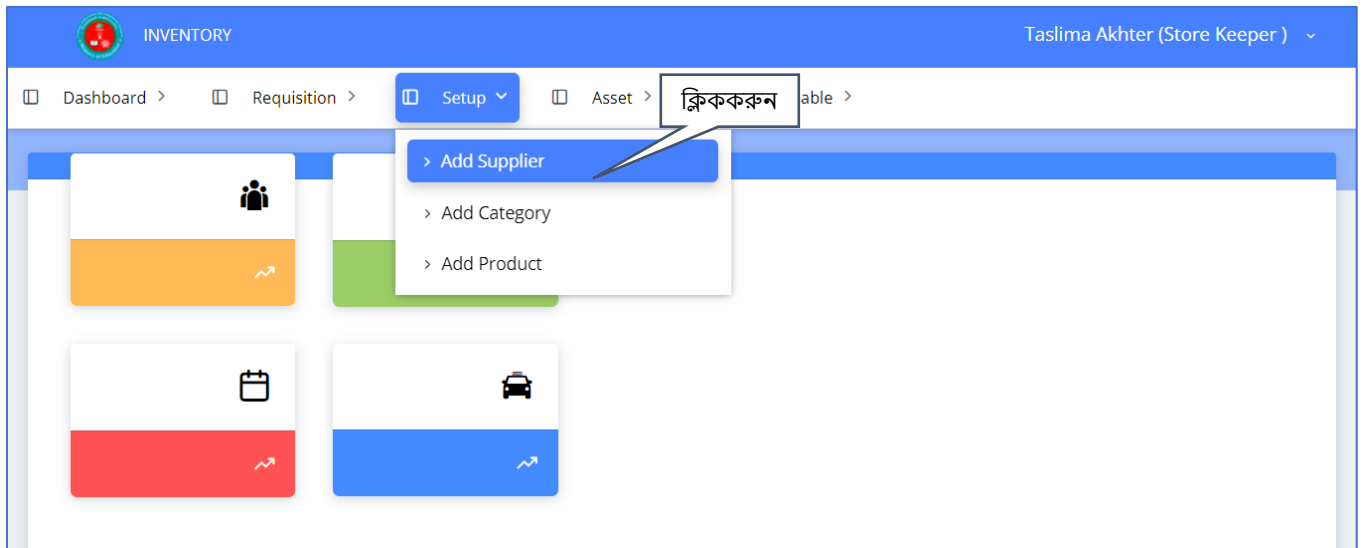 INVENTORY
Taslima Akhter (Store Keeper )
Dashboard
Requisition
Setup
Asset
able
ক্লিককরুন
Add Supplier
Add Category
Add Product